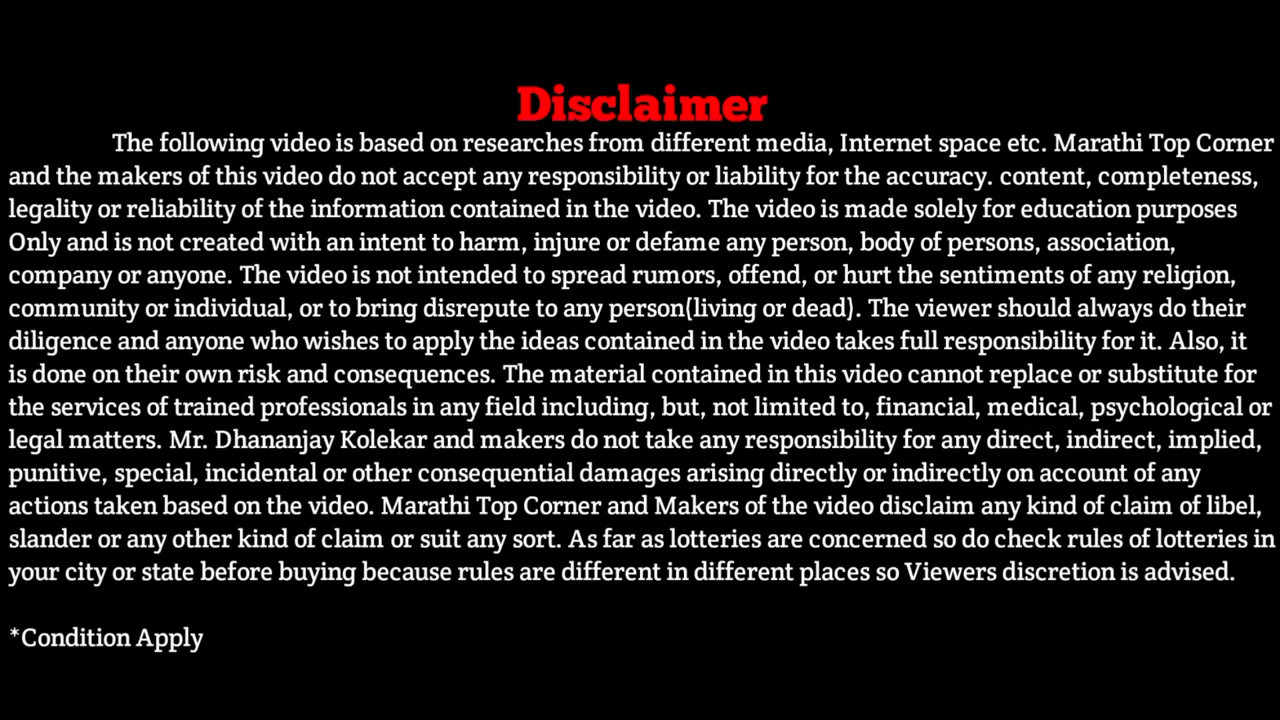 Disclaimer
The following video is based on researches from different media, Internet space etc. Marathi Top Corner
and the makers of this video do not accept any responsibility or liability for the accuracy. content, completeness,
legality or reliability of the information contained in the video. The video is made solely for education purposes
Only and is not created with an intent to harm, injure or defame any person, body of persons, association,
company or anyone. The video is not intended to spread rumors, offend, or hurt the sentiments of any religion,
community or individual, or to bring disrepute to any person(living or dead). The viewer should always do their
diligence and anyone who wishes to apply the ideas contained in the video takes full responsibility for it. Also, it
is done on their own risk and consequences. The material contained in this video cannot replace or substitute for
the services of trained professionals in any field including, but, not limited to, financial, medical, psychological or
legal matters. Mr. Dhananjay Kolekar and makers do not take any responsibility for any direct, indirect, implied,
punitive, special, incidental or other consequential damages arising directly or indirectly on account of any
actions taken based on the video. Marathi Top Corner and Makers of the video disclaim any kind of claim of libel,
slander or any other kind of claim or suit any sort. As far as lotteries are concerned so do check rules of lotteries in
your city or state before buying because rules are different in different places so Viewers discretion is advised.
*Condition Apply